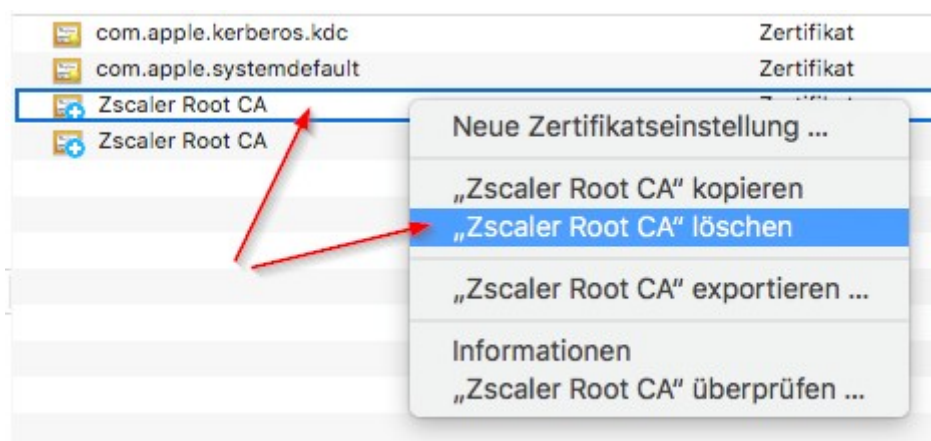 com.apple.kerberos.kdc Zertifikat
com.apple.systemdefault Zertifikat
Zscaler Root CA
Zscaler Root CA
Neue Zertifikatseinstellung ...
„Zscaler Root CA“ kopieren
„Zscaler Root CA“ löschen
„Zscaler Root CA“ exportieren ...
Informationen
„Zscaler Root CA“ überprüfen ...